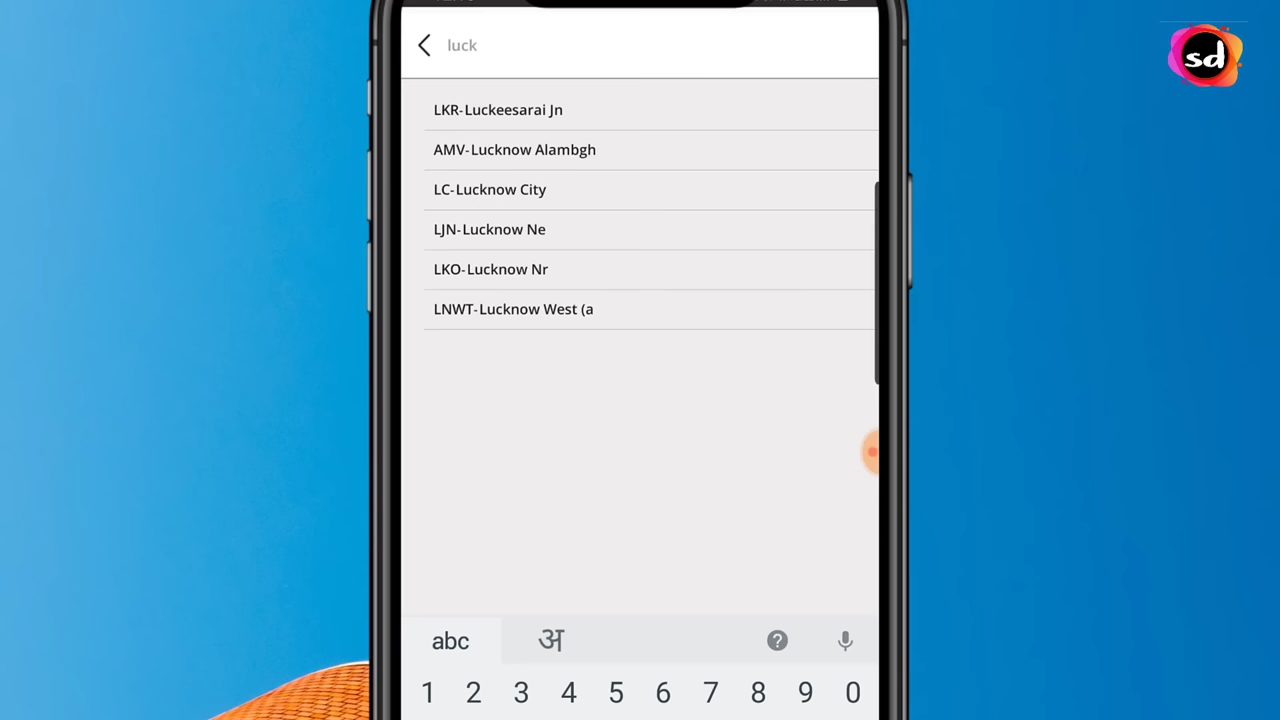 luck
sd
LKR-Luckeesarai Jn
AMV-Lucknow Alambgh
LC-Lucknow City
LJN-Lucknow Ne
LKO-Lucknow Nr
LNWT-Lucknow West (a
abc अ ?
1 2 3 4 5 6 7 8 9 0